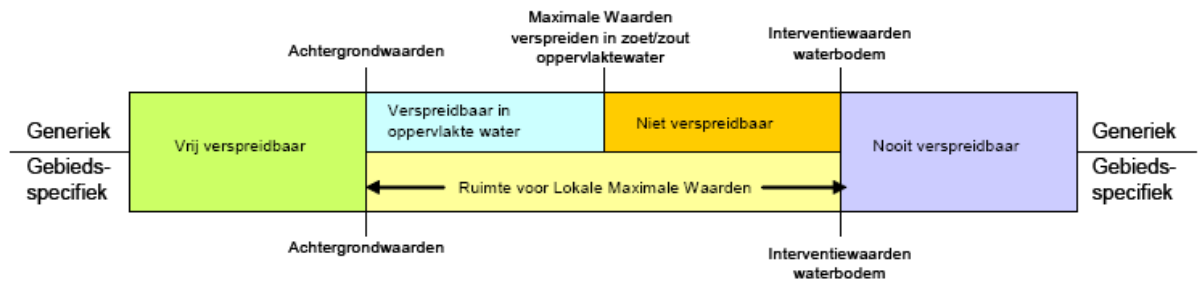 Maximale Waarden
verspreiden in zoet/zout
oppervlaktewater
Achtergrondwaarden
Interventiewaarden
waterbodem
Generiek
Gebieds-
specifiek
Vrij verspreidbaar
Verspreidbaar in
oppervlakte water
Niet verspreidbaar
Ruimte voor Lokale Maximale Waarden
Nooit verspreidbaar
Generiek
Gebieds-
specifiek
Achtergrondwaarden
Interventiewaarden
waterbodem